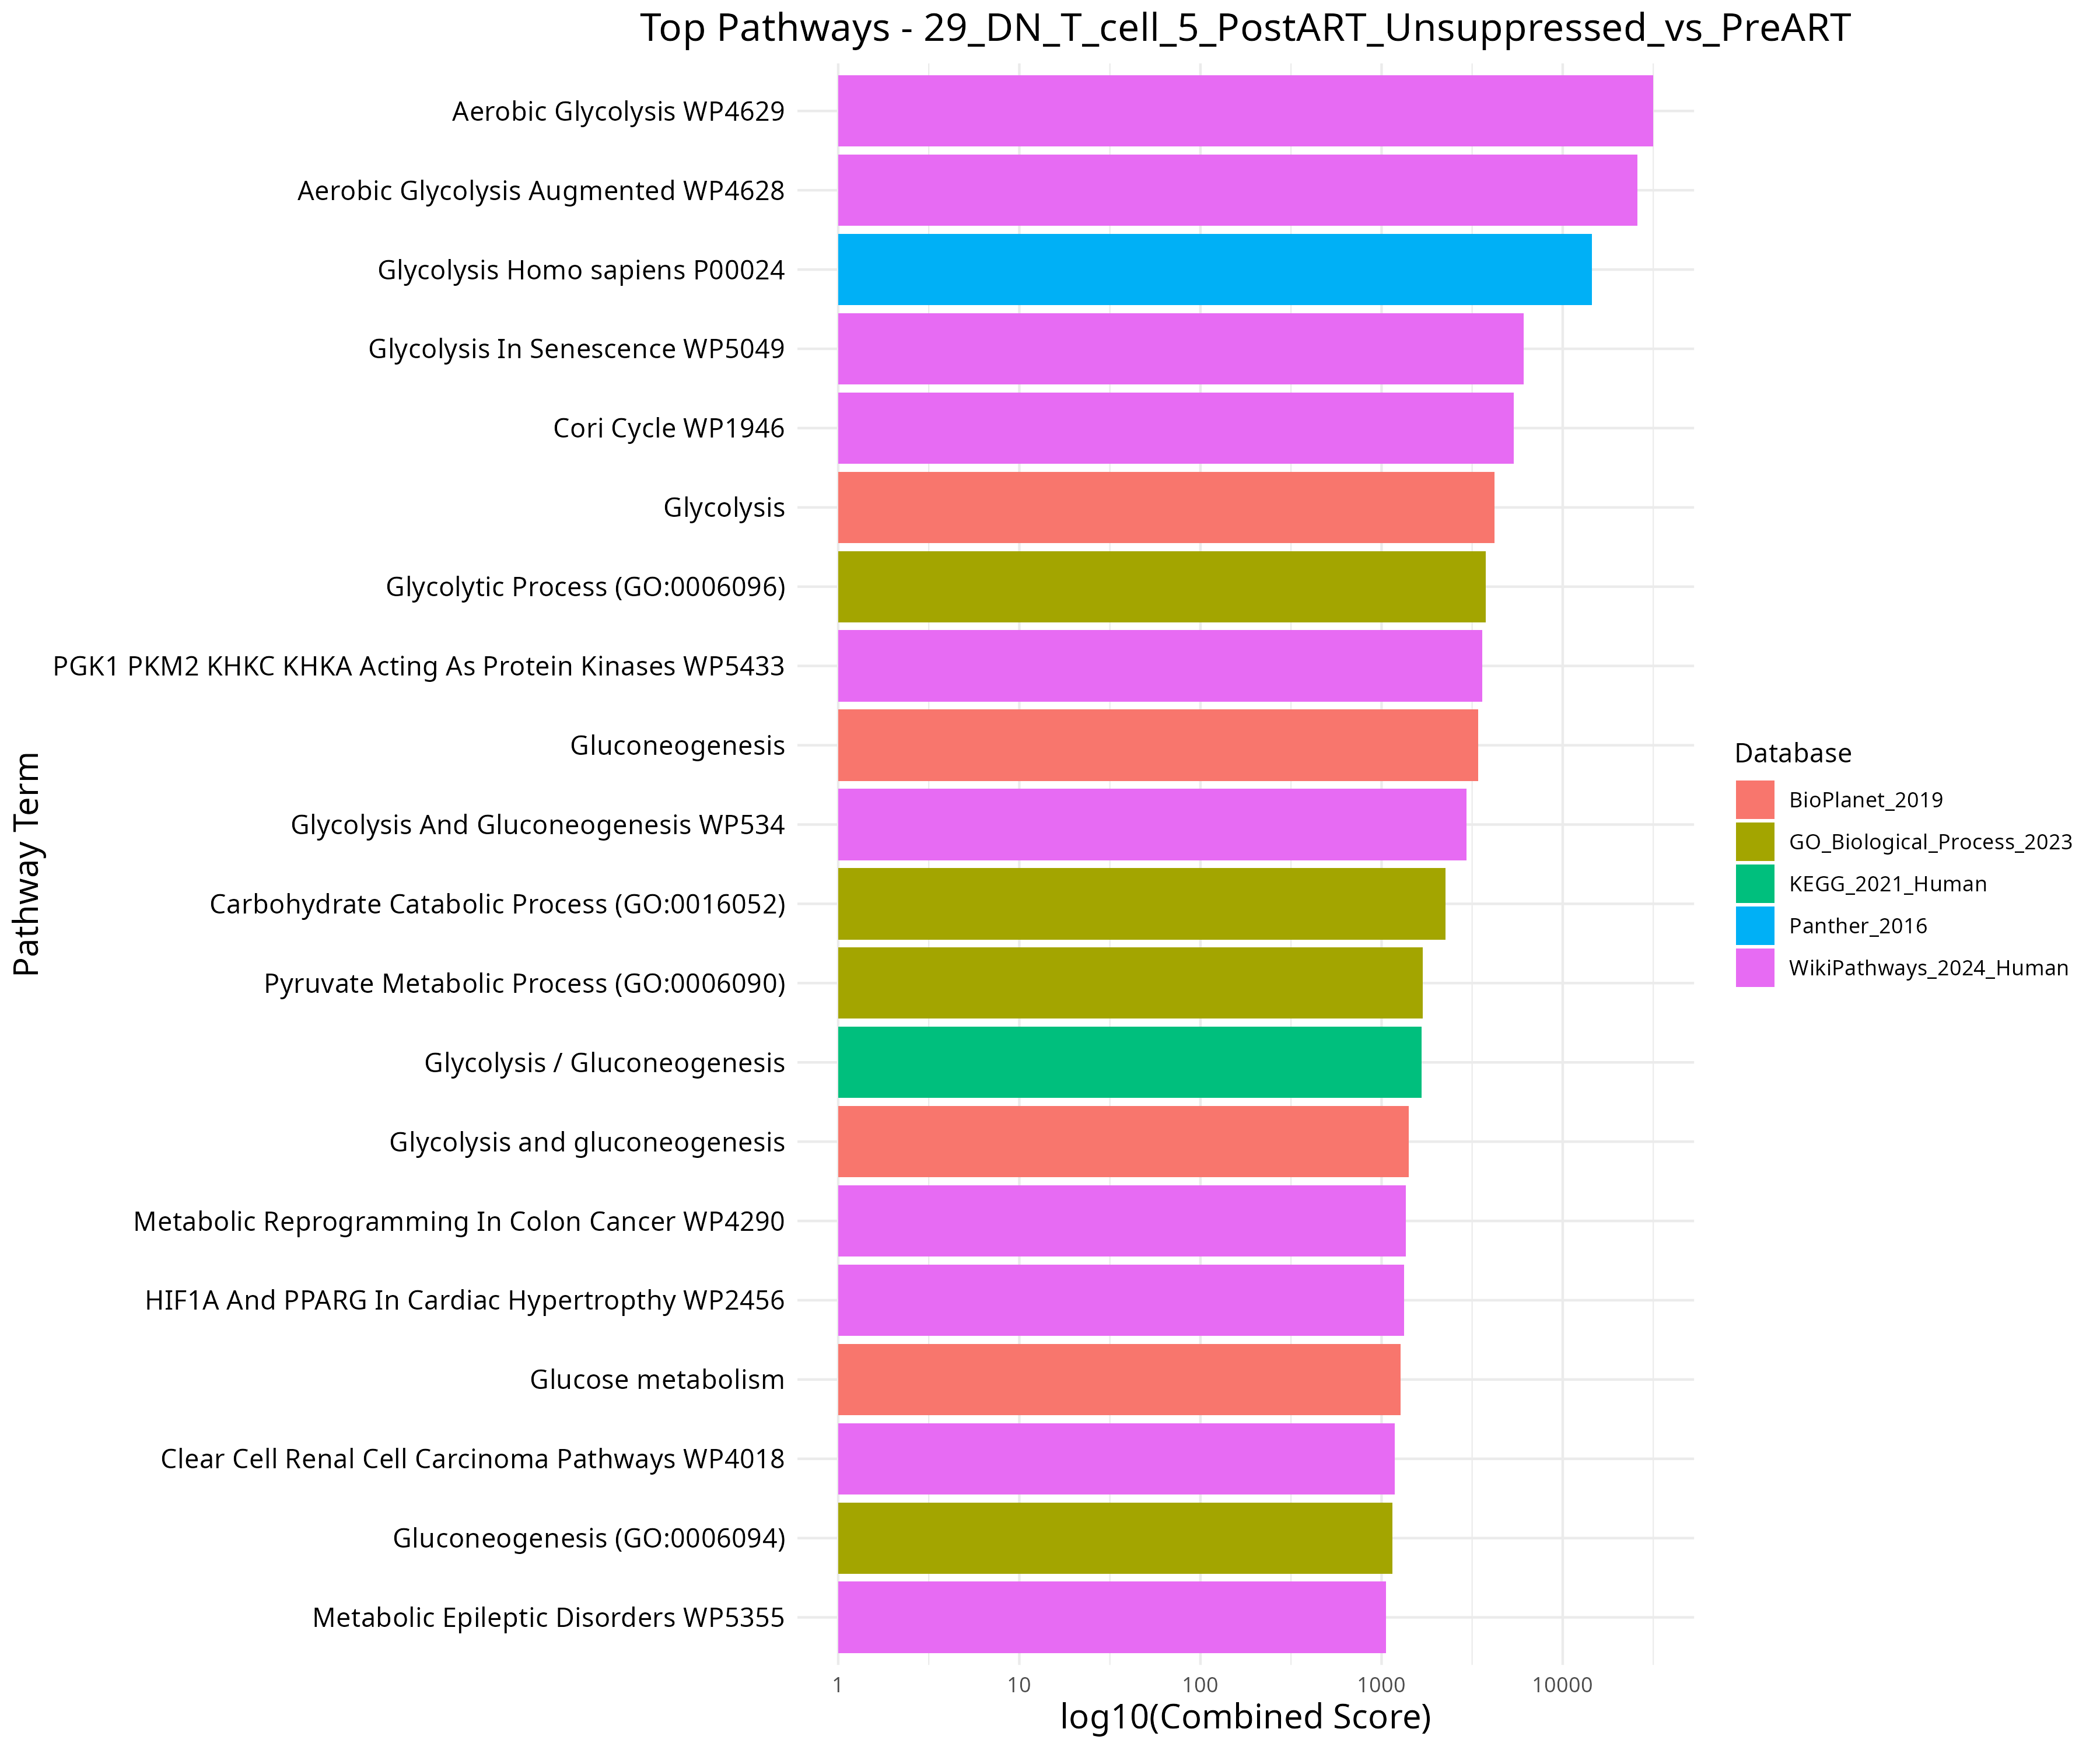 Top Pathways - 29_DN_T_cell_5_PostART_Unsuppressed_vs_PreART
Pathway Term
Aerobic Glycolysis WP4629
Aerobic Glycolysis Augmented WP4628
Glycolysis Homo sapiens P00024
Glycolysis In Senescence WP5049
Cori Cycle WP1946
Glycolysis
Glycolytic Process (GO:0006096)
PGK1 PKM2 KHKC KHKA Acting As Protein Kinases WP5433
Gluconeogenesis
Glycolysis And Gluconeogenesis WP534
Carbohydrate Catabolic Process (GO:0016052)
Pyruvate Metabolic Process (GO:0006090)
Glycolysis / Gluconeogenesis
Glycolysis and gluconeogenesis
Metabolic Reprogramming In Colon Cancer WP4290
HIF1A And PPARG In Cardiac Hypertropthy WP2456
Glucose metabolism
Clear Cell Renal Cell Carcinoma Pathways WP4018
Gluconeogenesis (GO:0006094)
Metabolic Epileptic Disorders WP5355
1 10 100 1000 10000
log10(Combined Score)
Database
BioPlanet_2019
GO_Biological_Process_2023
KEGG_2021_Human
Panther_2016
WikiPathways_2024_Human